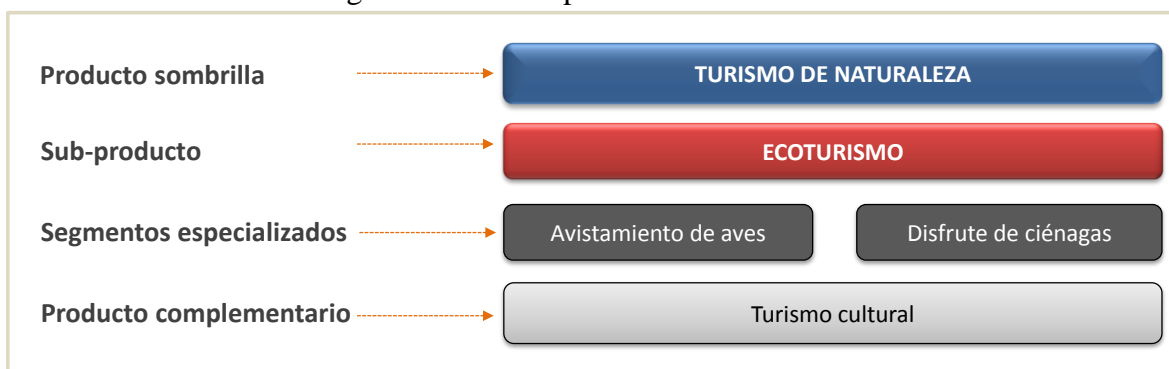 Producto sombrilla TURISMO DE NATURALEZA
Sub-producto ECOTURISMO
Segmentos especializados Avistamiento de aves Disfrute de ciénagas
Producto complementario Turismo cultural